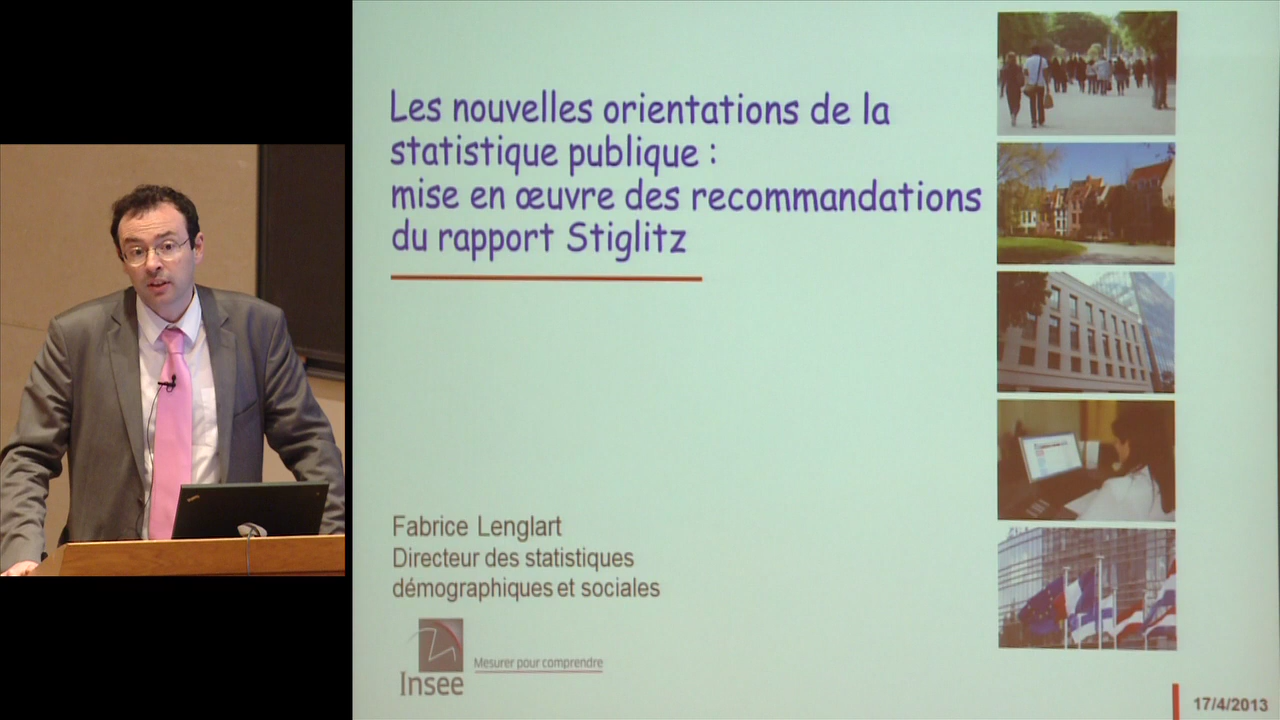 Les nouvelles orientations de la
statistique publique :
mise en œuvre des recommandations
du rapport Stiglitz
Fabrice Lenglart
Directeur des statistiques
démographiques et sociales
Insee
Mesurer pour comprendre
17/4/2013